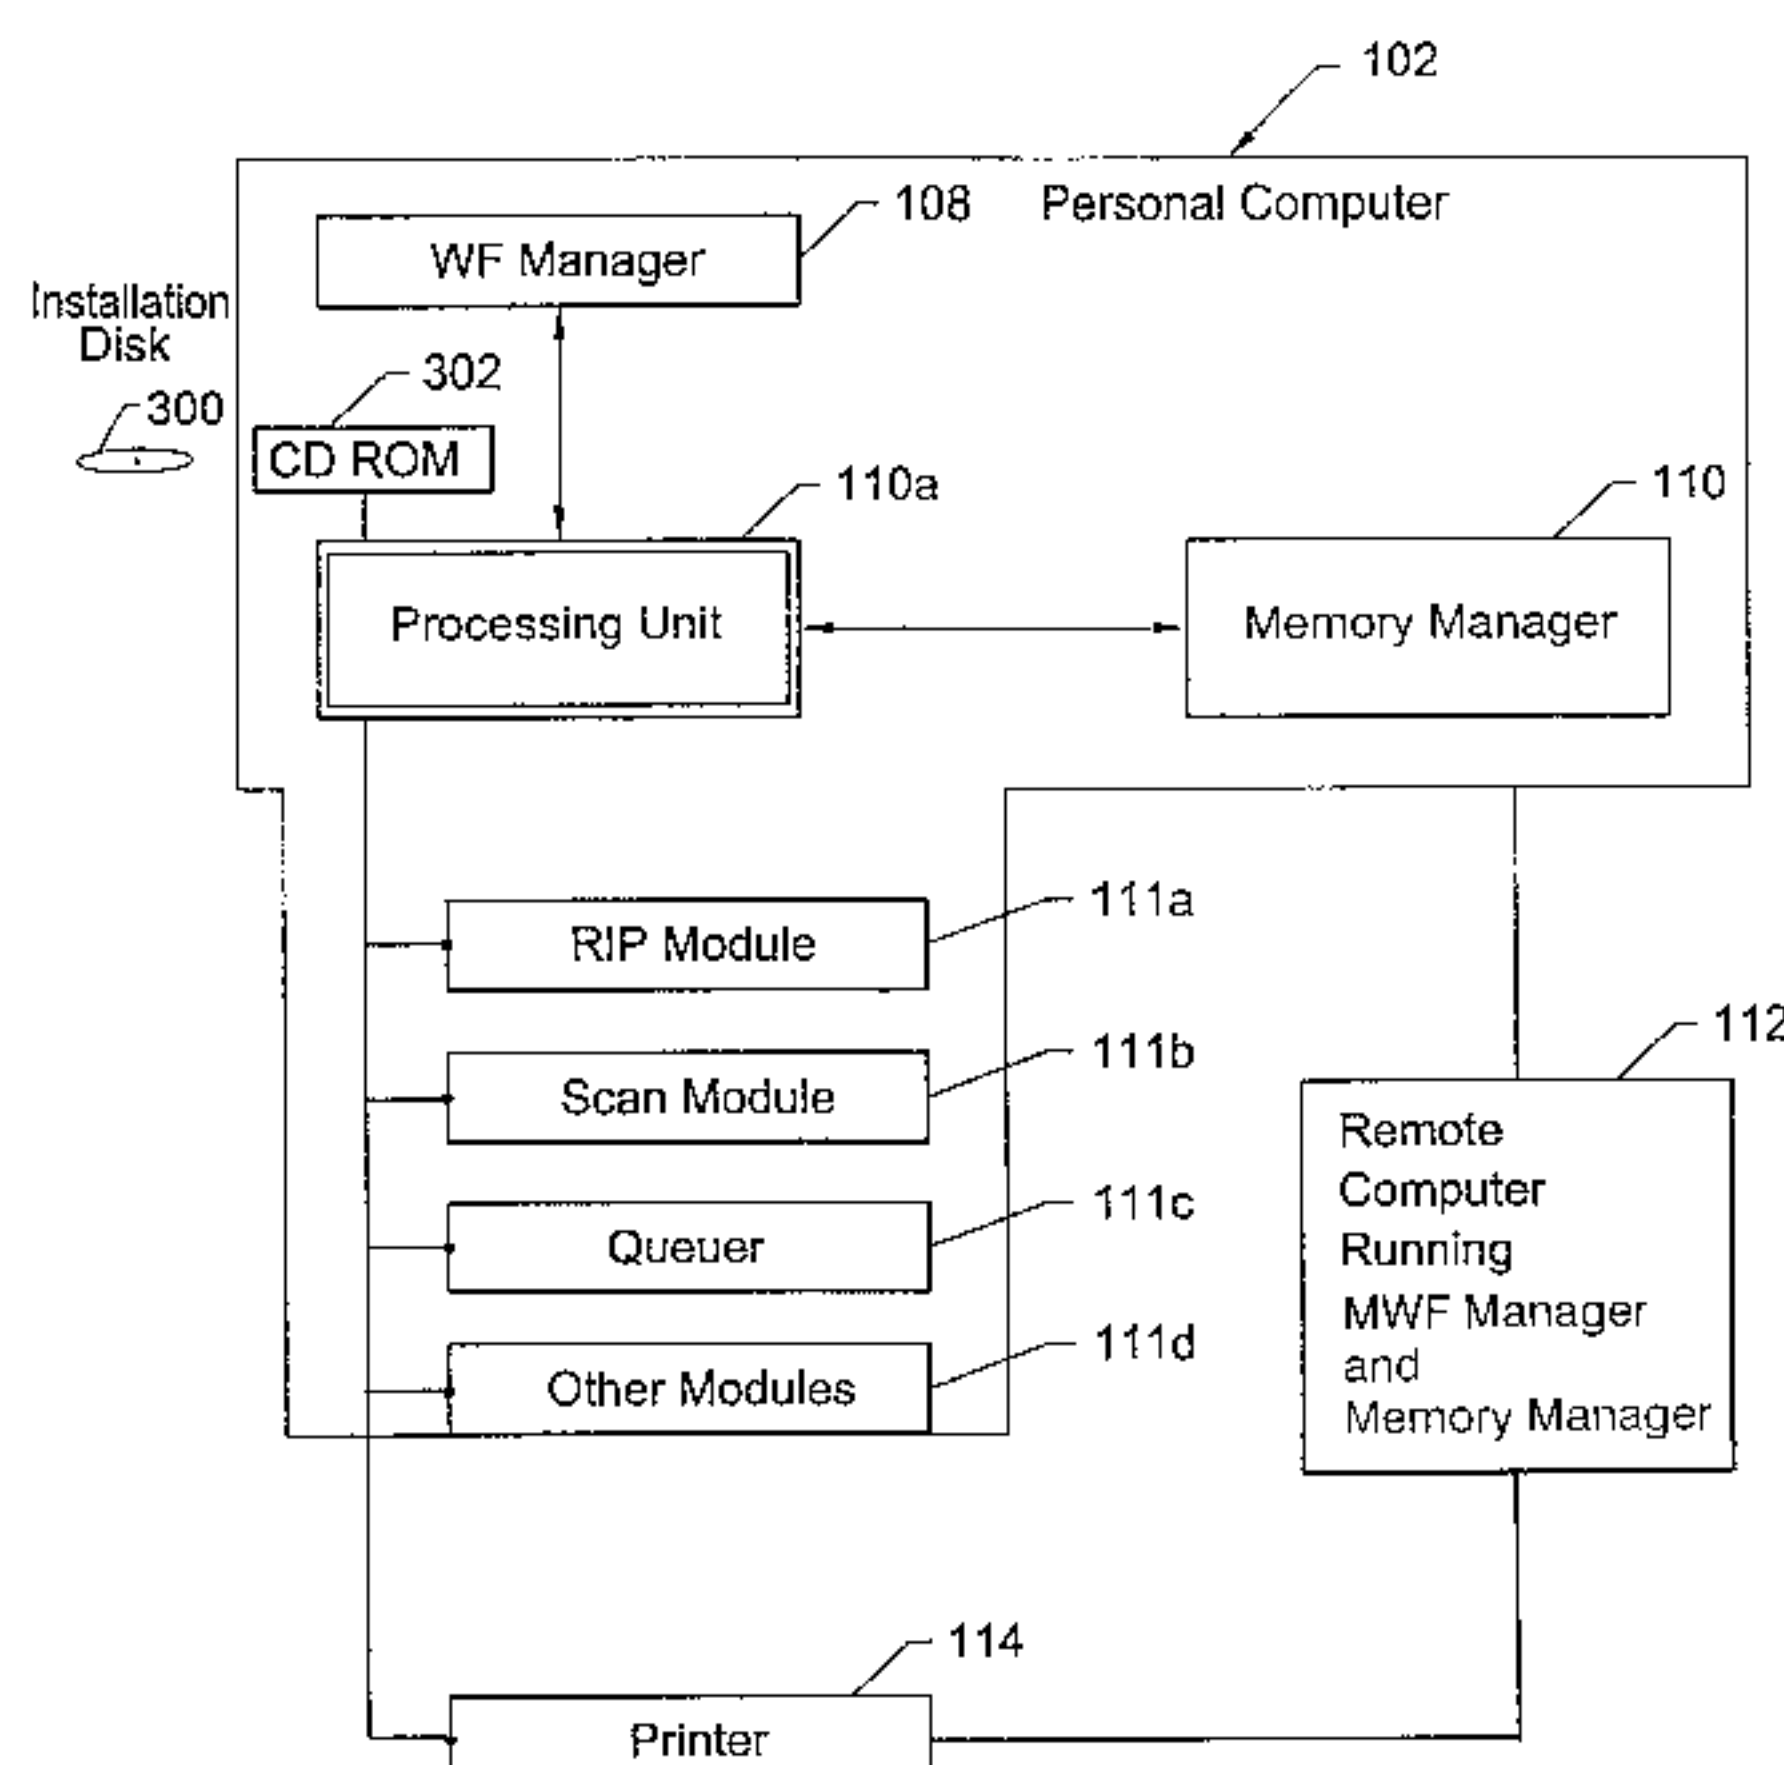 102
Personal Computer
108
WF Manager
Installation
Disk
300
302
CD ROM
110a
Processing Unit
110
Memory Manager
111a
RIP Module
111b
Scan Module
111c
Queuer
111d
Other Modules
112
Remote
Computer
Running
MWF Manager
and
Memory Manager
114
Printer